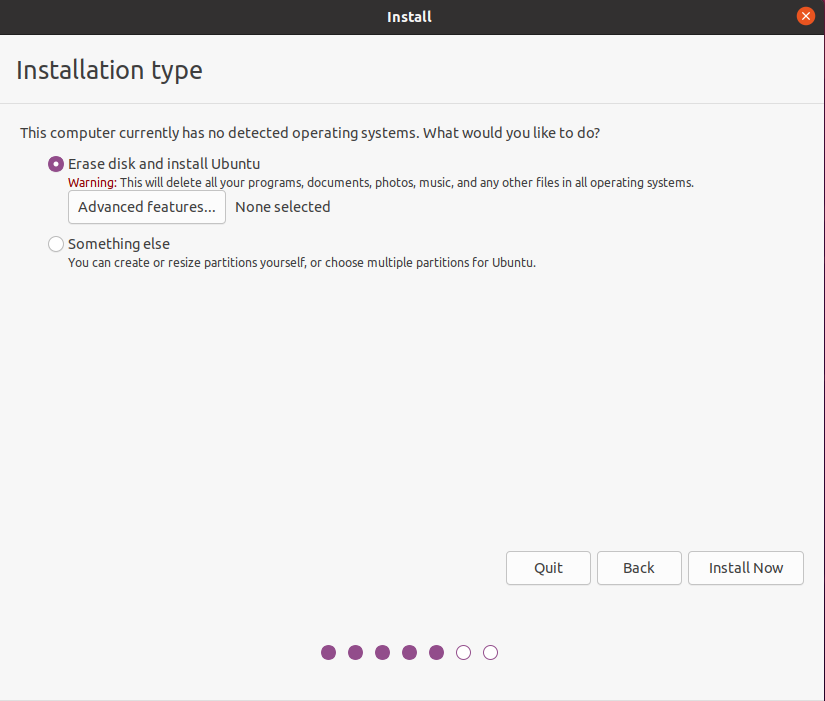 Install
Installation type
This computer currently has no detected operating systems. What would you like to do?
Erase disk and install Ubuntu
Warning: This will delete all your programs, documents, photos, music, and any other files in all operating systems.
Advanced features... None selected
Something else
You can create or resize partitions yourself, or choose multiple partitions for Ubuntu.
Quit Back Install Now